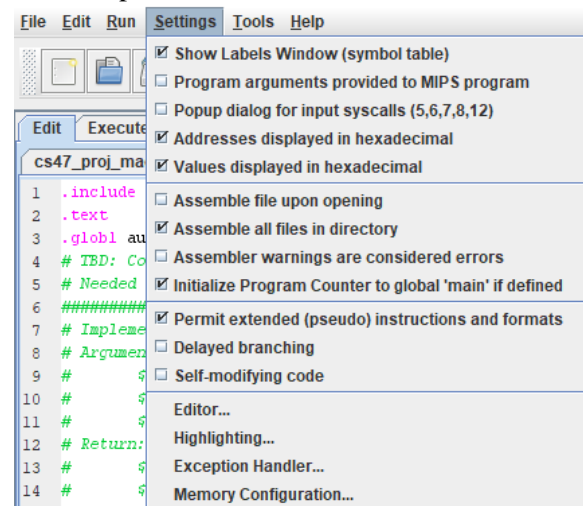 File Edit Run Settings Tools Help
Show Labels Window (symbol table)
Program arguments provided to MIPS program
Popup dialog for input syscalls (5,6,7,8,12)
Addresses displayed in hexadecimal
Values displayed in hexadecimal
Assemble file upon opening
Assemble all files in directory
Assembler warnings are considered errors
Initialize Program Counter to global 'main' if defined
Permit extended (pseudo) instructions and formats
Delayed branching
Self-modifying code
Editor...
Highlighting...
Exception Handler...
Memory Configuration...
Edit Execute
cs47_proj_ma
1 .include
2 .text
3 .globl au
4 # TBD: Co
5 # Needed
6 #########
7 # Impleme
8 # Argumen
9 # $
10 # $
11 # $
12 # Return:
13 # $
14 # $